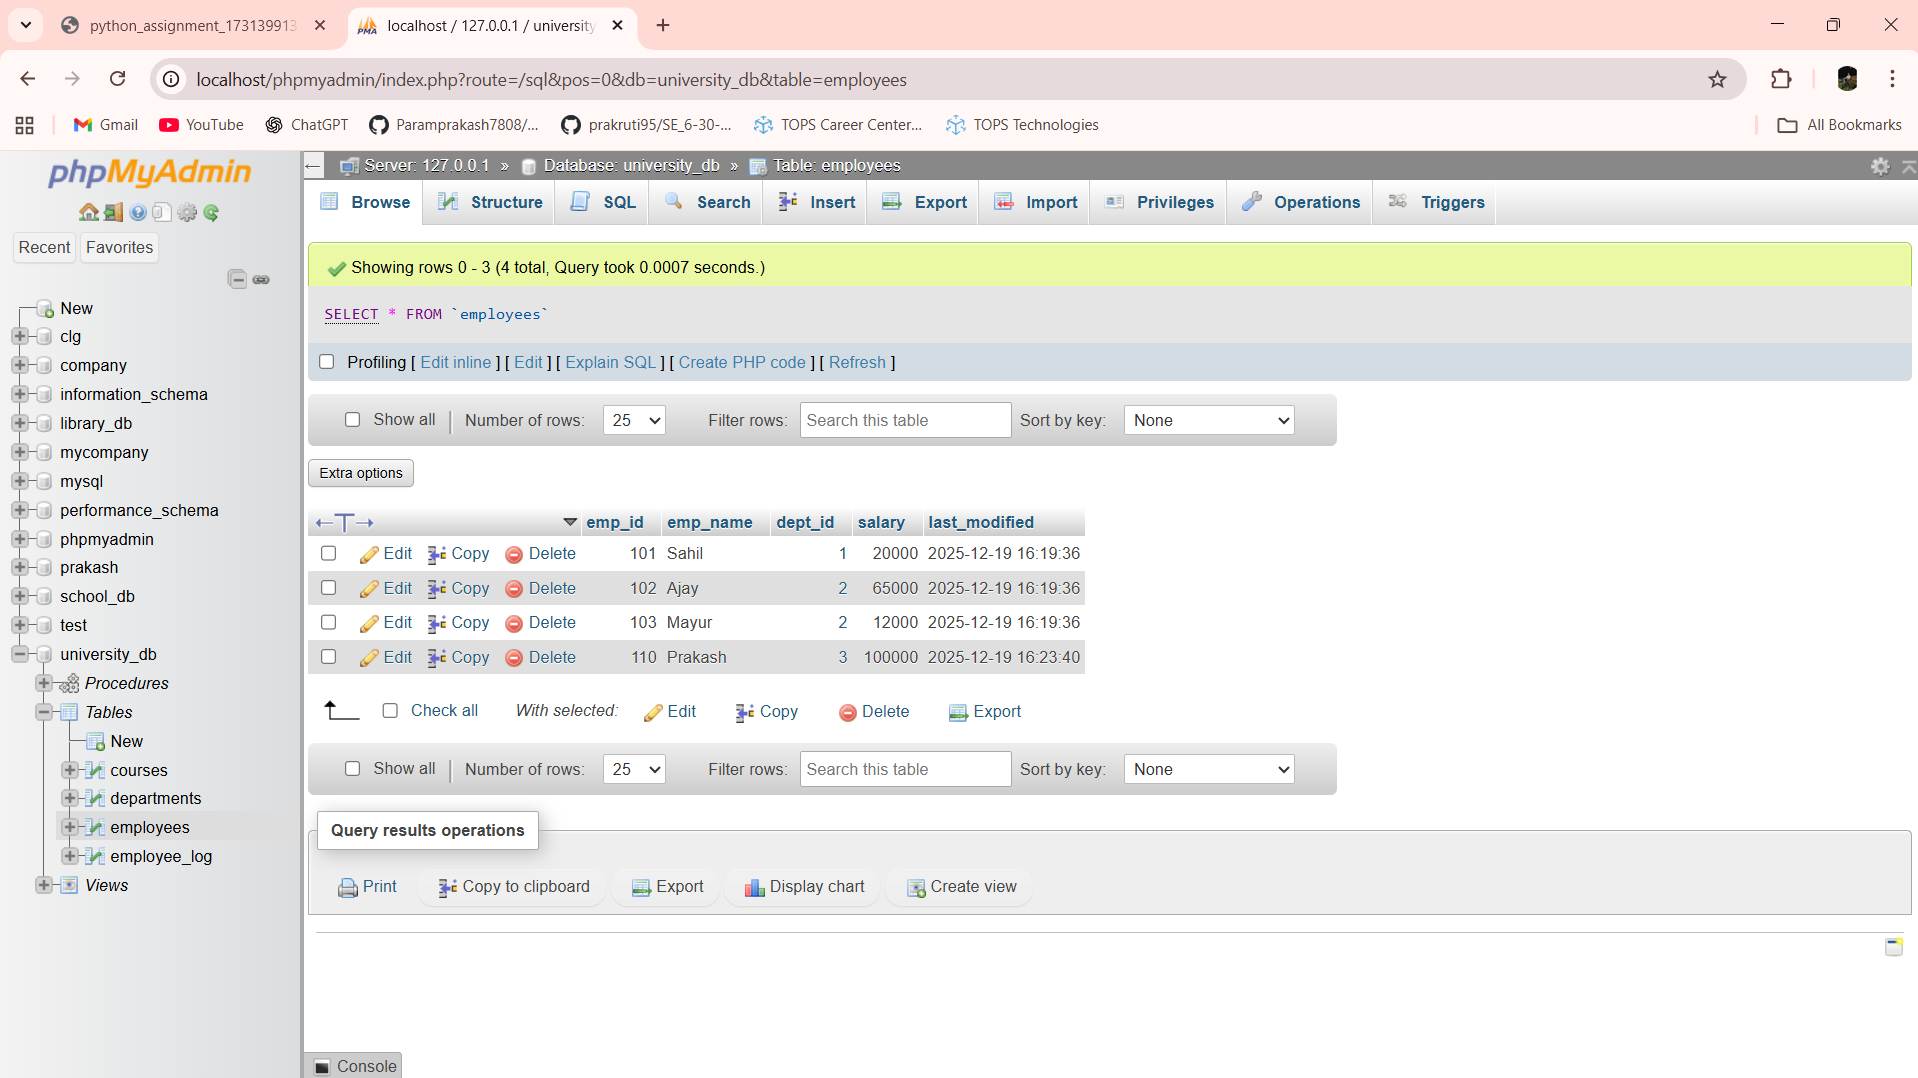 python_assignment_173139913
localhost / 127.0.0.1 / university
localhost/phpmyadmin/index.php?route=/sql&pos=0&db=university_db&table=employees
Gmail
YouTube
ChatGPT
Paramprakash7808/...
prakruti95/SE_6-30-...
TOPS Career Center...
TOPS Technologies
All Bookmarks
phpMyAdmin
Recent
Favorites
New
clg
company
information_schema
library_db
mycompany
mysql
performance_schema
phpmyadmin
prakash
school_db
test
university_db
Procedures
Tables
New
courses
departments
employees
employee_log
Views
Server: 127.0.0.1 » Database: university_db » Table: employees
Browse Structure SQL Search Insert Export Import Privileges Operations Triggers
Showing rows 0 - 3 (4 total, Query took 0.0007 seconds.)
SELECT * FROM `employees`
Profiling [ Edit inline ] [ Edit ] [ Explain SQL ] [ Create PHP code ] [ Refresh ]
Show all Number of rows: 25 Filter rows: Search this table Sort by key: None
Extra options
←T→ emp_id emp_name dept_id salary last_modified
Edit Copy Delete 101 Sahil 1 20000 2025-12-19 16:19:36
Edit Copy Delete 102 Ajay 2 65000 2025-12-19 16:19:36
Edit Copy Delete 103 Mayur 2 12000 2025-12-19 16:19:36
Edit Copy Delete 110 Prakash 3 100000 2025-12-19 16:23:40
Check all With selected: Edit Copy Delete Export
Show all Number of rows: 25 Filter rows: Search this table Sort by key: None
Query results operations
Print Copy to clipboard Export Display chart Create view
Console